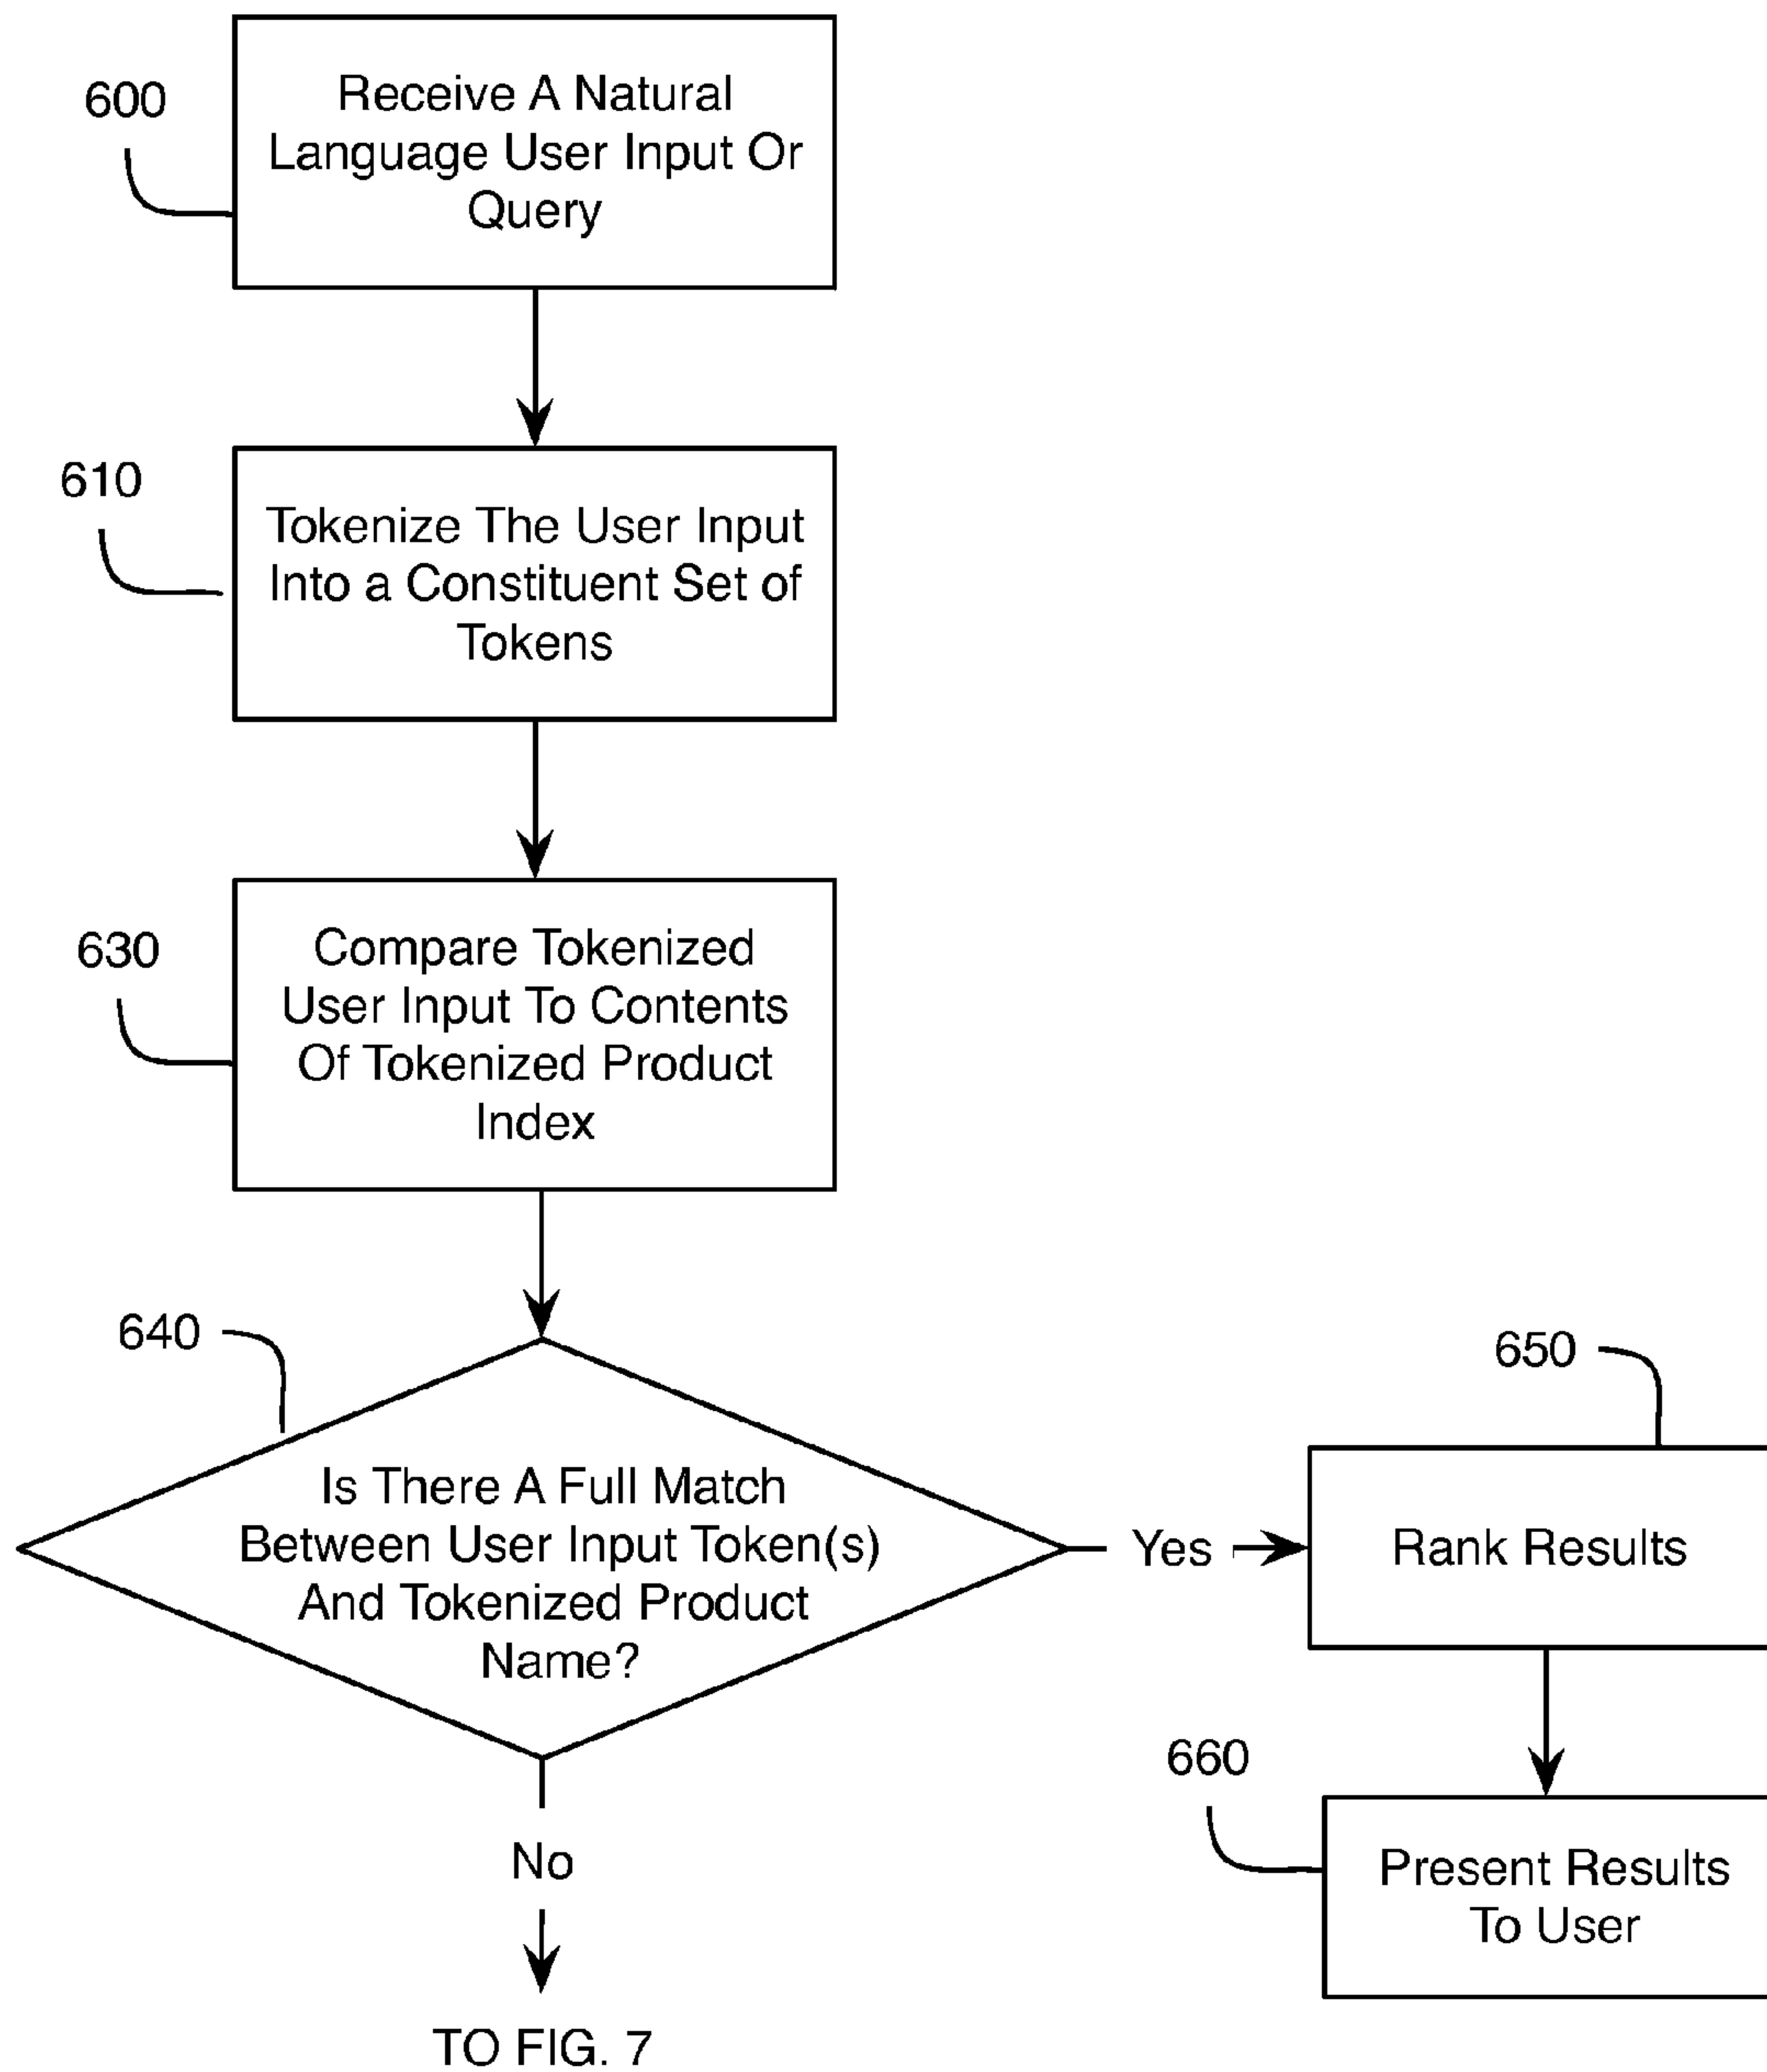 600
Receive A Natural
Language User Input Or
Query
610
Tokenize The User Input
Into a Constituent Set of
Tokens
630
Compare Tokenized
User Input To Contents
Of Tokenized Product
Index
640
Is There A Full Match
Between User Input Token(s)
And Tokenized Product
Name?
Yes
650
Rank Results
660
Present Results
To User
No
TO FIG. 7